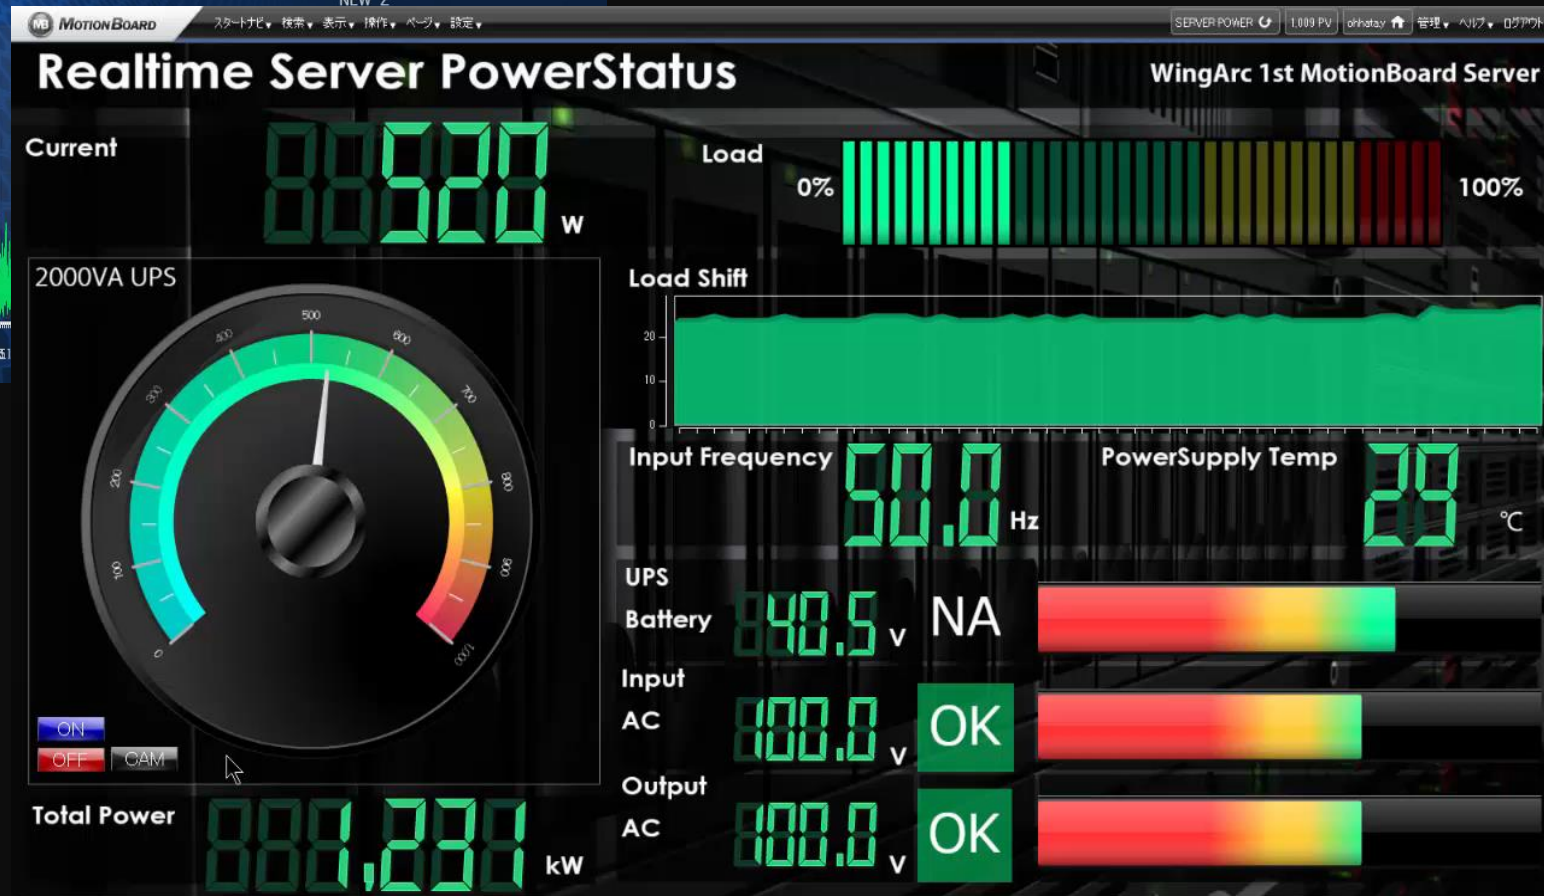 NEW 2
MB MOTIONBOARD スタートナビ 検索 表示 操作 ページ 設定 SERVER POWER 1,009 PV ohhatay 管理 ヘルプ ログアウト
Realtime Server PowerStatus
WingArc 1st MotionBoard Server
Current
520 W
Load
0%
100%
2000VA UPS
0
100
200
300
400
500
600
700
800
900
1000
ON
OFF
CAM
Total Power
1,231 kW
Load Shift
20
10
0
Input Frequency
50.0 Hz
PowerSupply Temp
29 ℃
UPS
Battery
40.5 V
NA
Input
AC
100.0 V
OK
Output
AC
100.0 V
OK